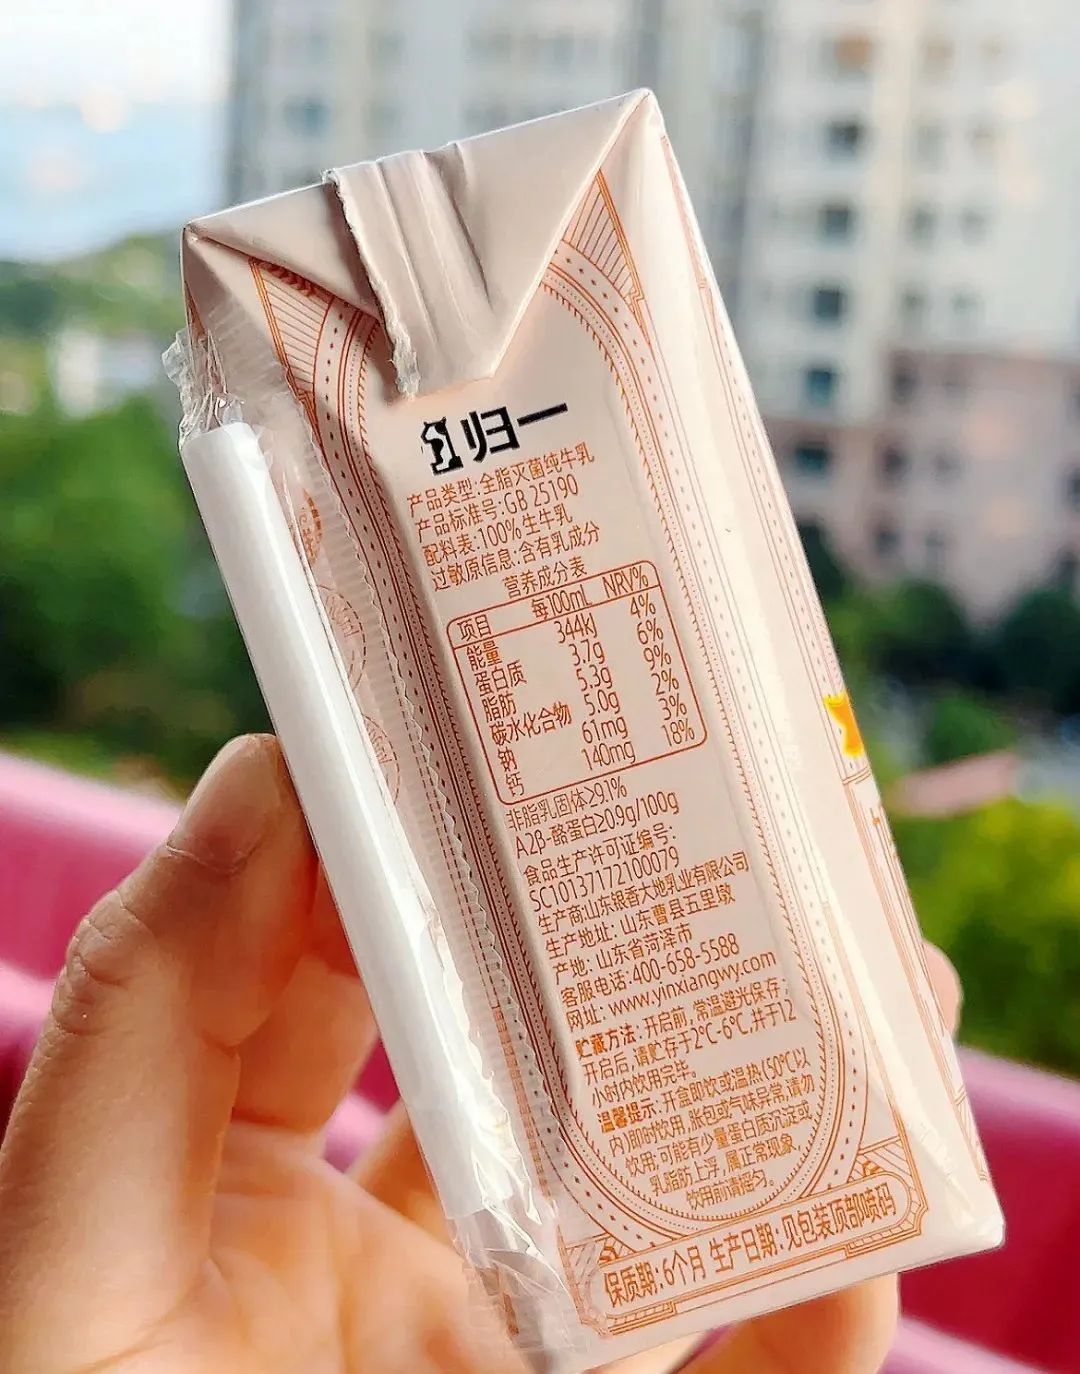 归一
产品类型:全脂灭菌纯牛乳
产品标准号:GB 25190
配料表:100% 生牛乳
过敏原信息:含有乳成分
营养成分表
项目 每100mL NRV%
能量 344kJ 4%
蛋白质 3.7g 6%
脂肪 5.3g 9%
碳水化合物 5.0g 2%
钠 61mg 3%
钙 140mg 18%
非脂乳固体≥9.1%
A2β-酪蛋白≥09g/100g
食品生产许可证编号:
SC10137172100079
生产商:山东银香大地乳业有限公司
生产地址: 山东曹县五里墩
产地: 山东省菏泽市
客服电话:400-658-5588
网址: www.yinxiangwy.com
贮藏方法: 开启前, 常温避光保存;
开启后, 请贮存于2℃-6℃,并于12
小时内饮用完毕。
温馨提示: 开盒即饮或温热(50℃以
内)即时饮用, 胀包或气味异常,请勿
饮用,可能有少量蛋白质沉淀或
乳脂肪上浮, 属正常现象,
饮用前请摇匀。
保质期: 6个月 生产日期: 见包装顶部喷码